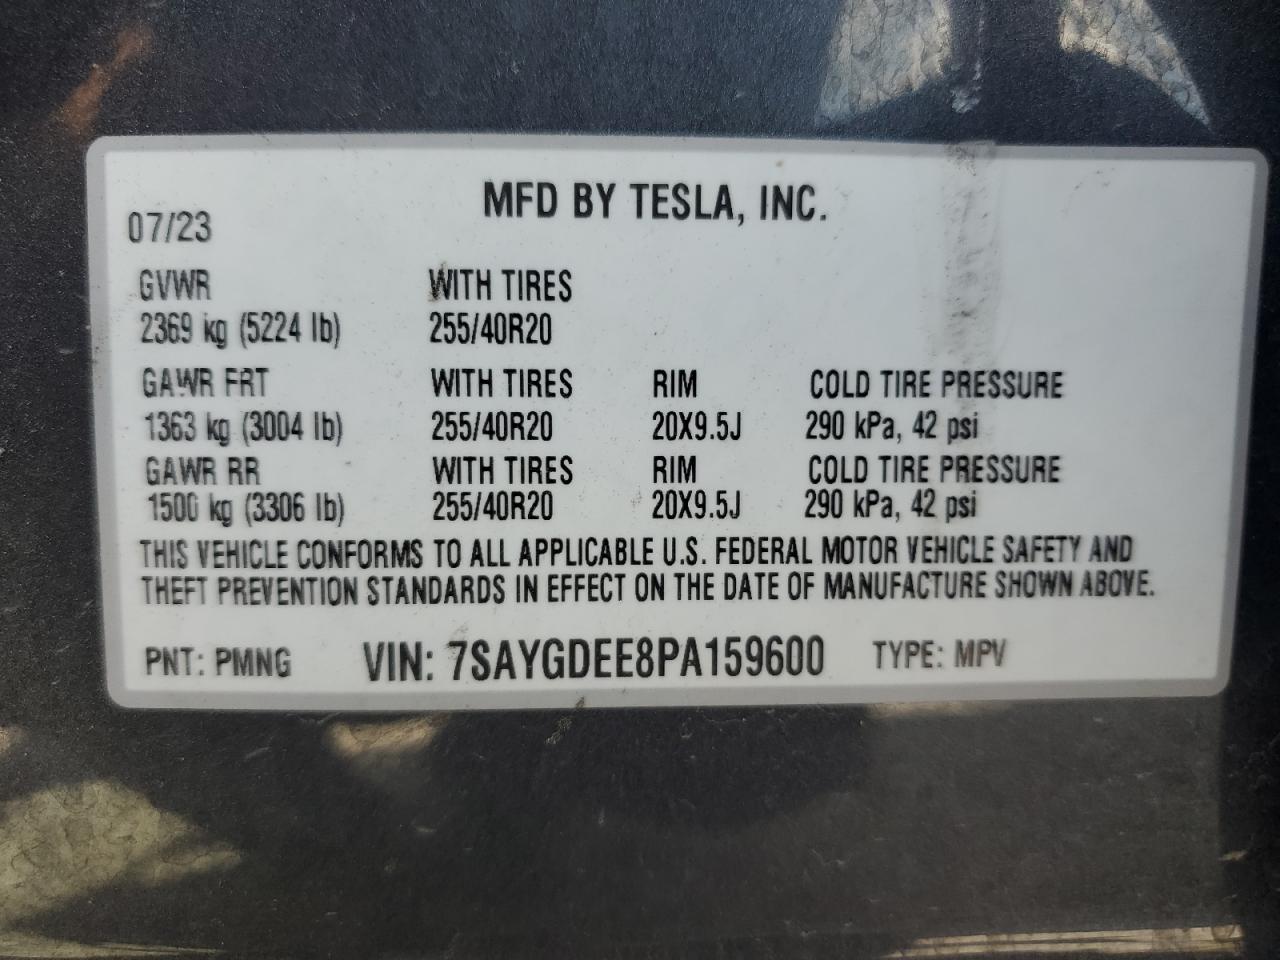 MFD BY TESLA, INC.
07/23
GVWR WITH TIRES
2369 kg (5224 lb) 255/40R20
GAWR FRT WITH TIRES RIM COLD TIRE PRESSURE
1363 kg (3004 lb) 255/40R20 20X9.5J 290 kPa, 42 psi
GAWR RR WITH TIRES RIM COLD TIRE PRESSURE
1500 kg (3306 lb) 255/40R20 20X9.5J 290 kPa, 42 psi
THIS VEHICLE CONFORMS TO ALL APPLICABLE U.S. FEDERAL MOTOR VEHICLE SAFETY AND
THEFT PREVENTION STANDARDS IN EFFECT ON THE DATE OF MANUFACTURE SHOWN ABOVE.
PNT: PMNG VIN: 7SAYGDEE8PA159600 TYPE: MPV